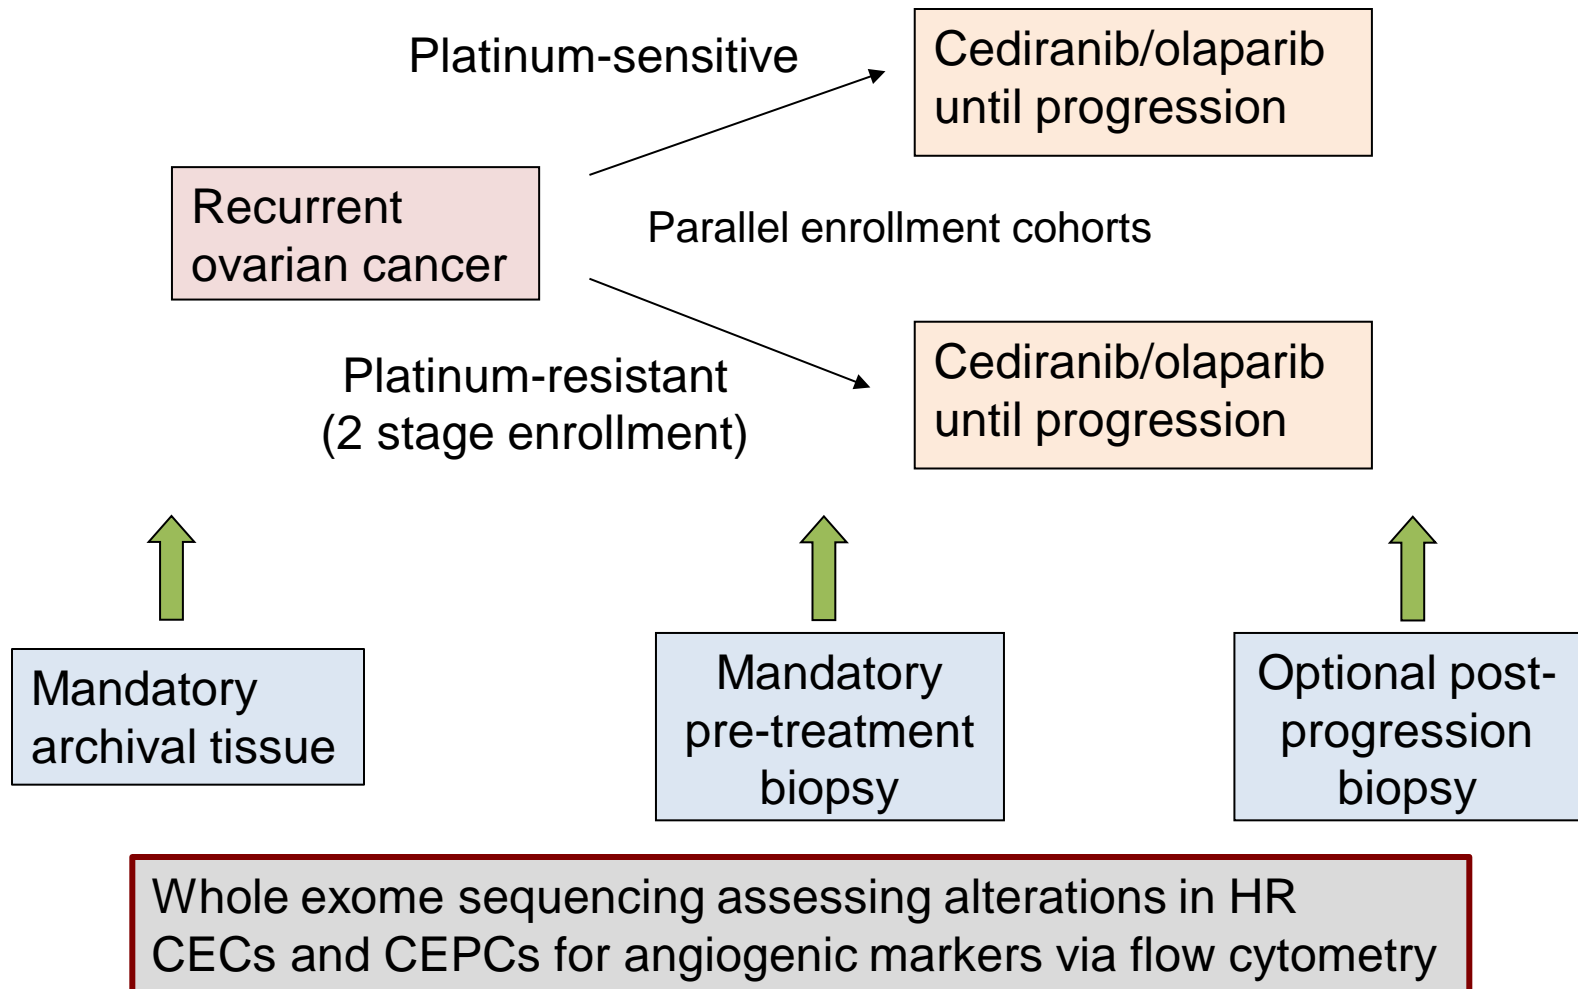 Platinum-sensitive
Cediranib/olaparib
until progression
Recurrent
ovarian cancer
Parallel enrollment cohorts
Platinum-resistant
(2 stage enrollment)
Cediranib/olaparib
until progression
Mandatory
archival tissue
Mandatory
pre-treatment
biopsy
Optional post-
progression
biopsy
Whole exome sequencing assessing alterations in HR
CECs and CEPCs for angiogenic markers via flow cytometry